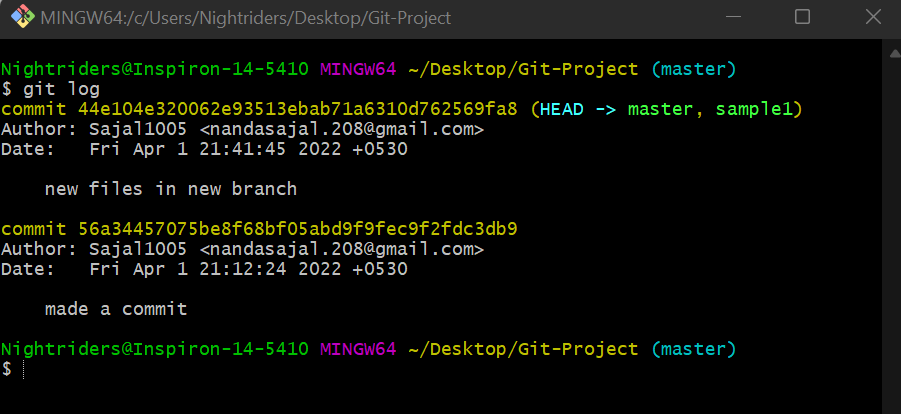 MINGW64:/c/Users/Nightriders/Desktop/Git-Project
Nightriders@Inspiron-14-5410 MINGW64 ~/Desktop/Git-Project (master)
$ git log
commit 44e104e320062e93513ebab71a6310d762569fa8 (HEAD -> master, sample1)
Author: Sajal1005 <nandasajal.208@gmail.com>
Date:   Fri Apr 1 21:41:45 2022 +0530
    new files in new branch
commit 56a34457075be8f68bf05abd9f9fec9f2fdc3db9
Author: Sajal1005 <nandasajal.208@gmail.com>
Date:   Fri Apr 1 21:12:24 2022 +0530
    made a commit
Nightriders@Inspiron-14-5410 MINGW64 ~/Desktop/Git-Project (master)
$